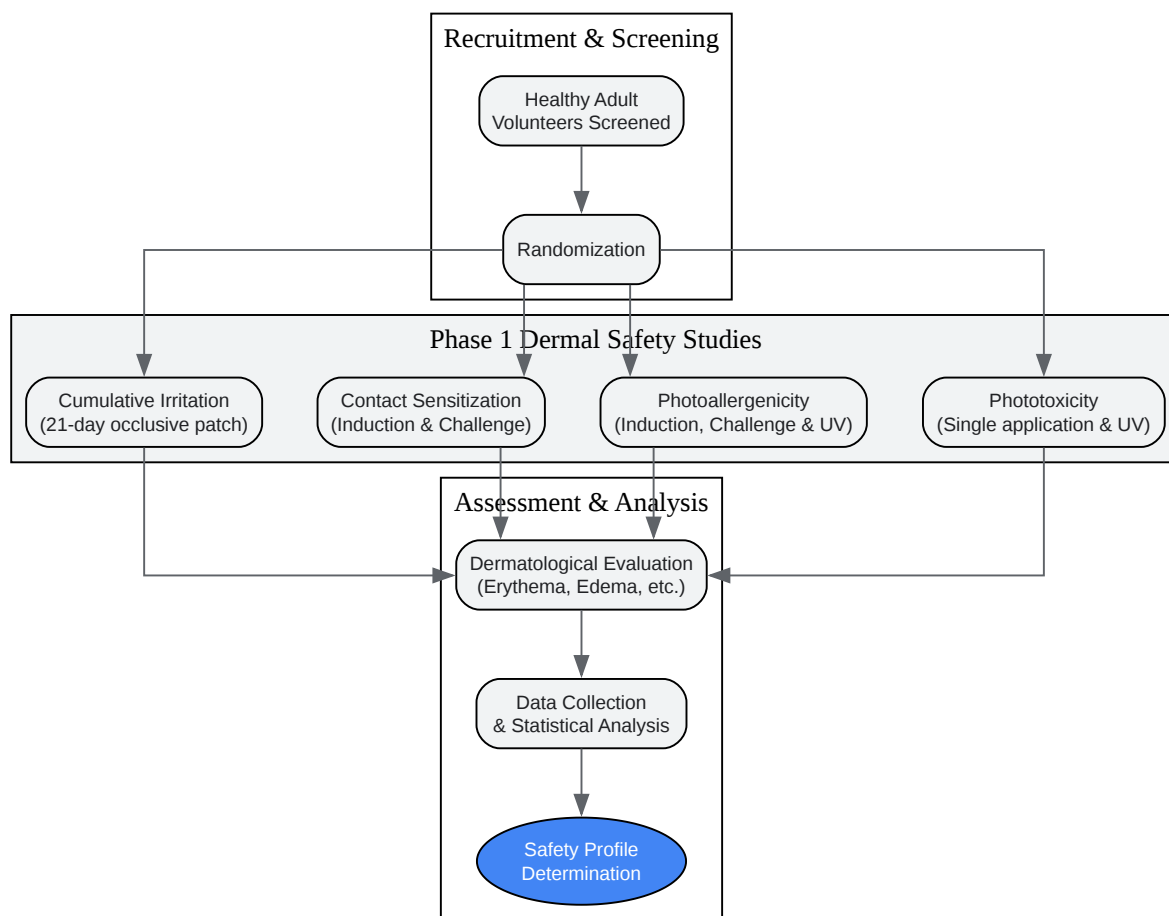 Recruitment & Screening
Healthy Adult
Volunteers Screened
Randomization
Phase 1 Dermal Safety Studies
Cumulative Irritation
(21-day occlusive patch)
Contact Sensitization
(Induction & Challenge)
Photoallergenicity
(Induction, Challenge & UV)
Phototoxicity
(Single application & UV)
Assessment & Analysis
Dermatological Evaluation
(Erythema, Edema, etc.)
Data Collection
& Statistical Analysis
Safety Profile
Determination